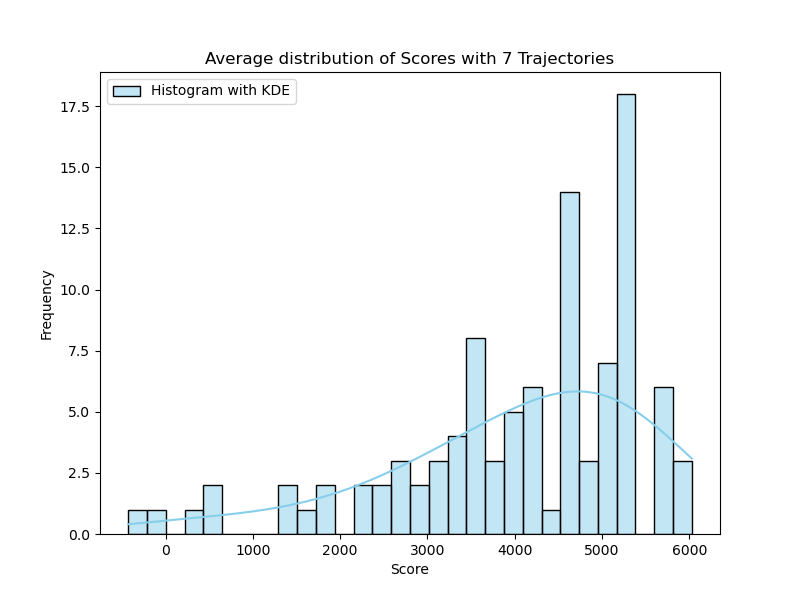 Average distribution of Scores with 7 Trajectories
Histogram with KDE
17.5
15.0
12.5
10.0
7.5
5.0
2.5
0.0
Frequency
0 1000 2000 3000 4000 5000 6000
Score